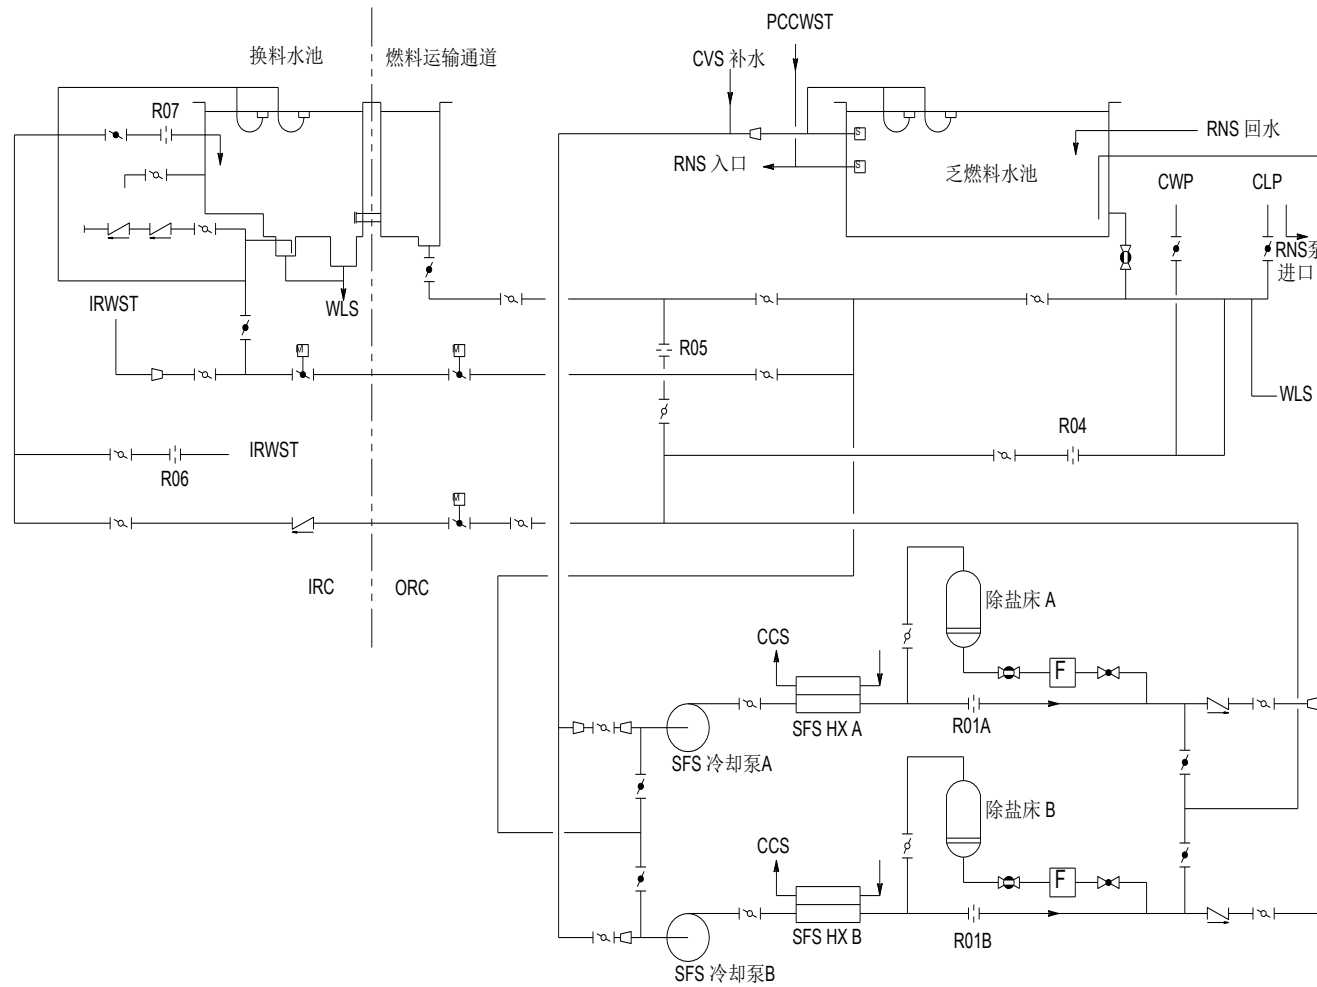 PCCWST
换料水池
燃料运输通道
CVS 补水
R07
RNS 回水
S
RNS 入口
S
乏燃料水池
CWP
CLP
RNS泵
进口
IRWST
WLS
R05
M
M
WLS
R04
IRWST
R06
M
IRC
ORC
除盐床 A
CCS
F
SFS HX A
R01A
SFS 冷却泵A
除盐床 B
CCS
F
SFS HX B
R01B
SFS 冷却泵B